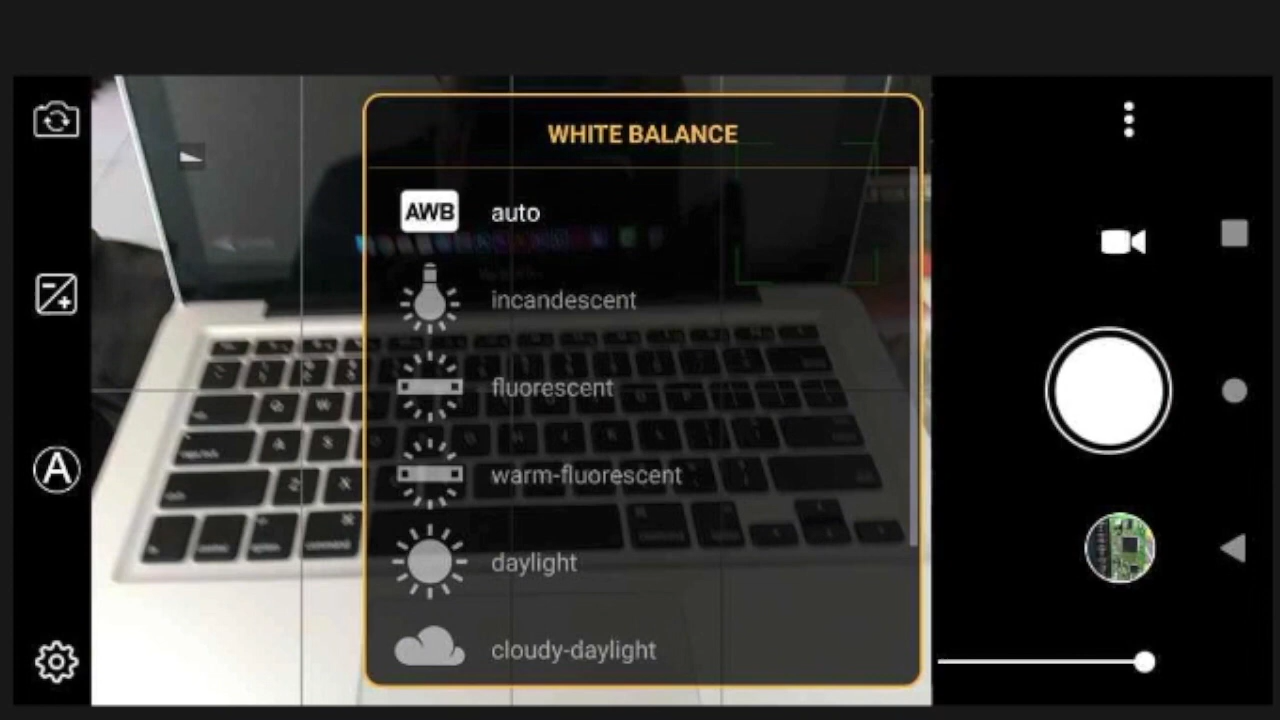 WHITE BALANCE
AWB auto
incandescent
fluorescent
warm-fluorescent
daylight
cloudy-daylight
A